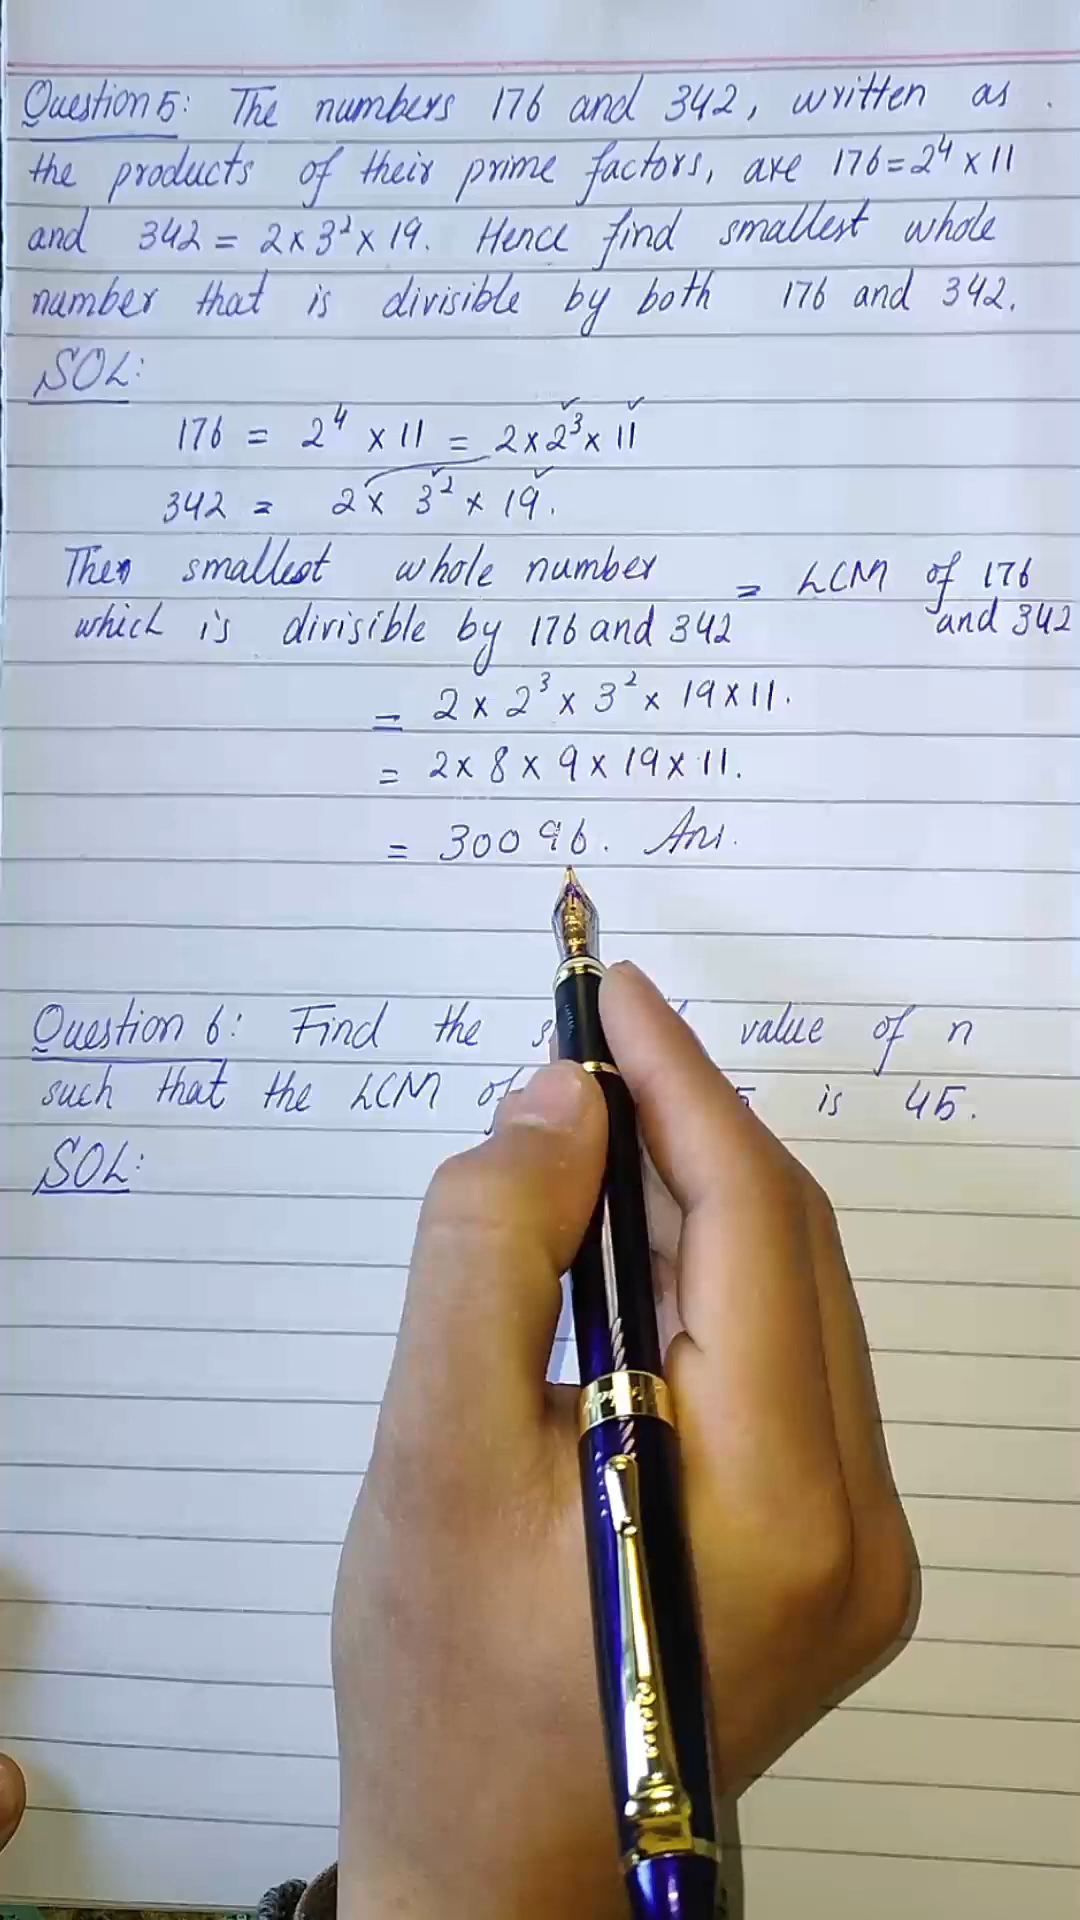 Question 5: The numbers 176 and 342, written as
the products of their prime factors, are 176=2⁴×11
and 342 = 2×3²×19. Hence find smallest whole
number that is divisible by both 176 and 342.
SOL:
176 = 2⁴ ×11 = 2×2³×11
342 = 2× 3² × 19.
Then smallest whole number
which is divisible by 176 and 342
= LCM of 176
and 342
= 2 × 2³ × 3² × 19×11.
= 2× 8 × 9 × 19× 11.
= 30096. Ans.
Question 6: Find the value of n
such that the LCM of is 45.
SOL: